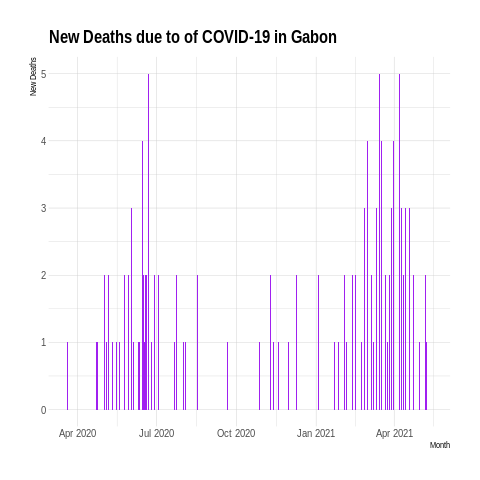 New Deaths due to of COVID-19 in Gabon
New Deaths
5
4
3
2
1
0
Apr 2020 Jul 2020 Oct 2020 Jan 2021 Apr 2021
Month